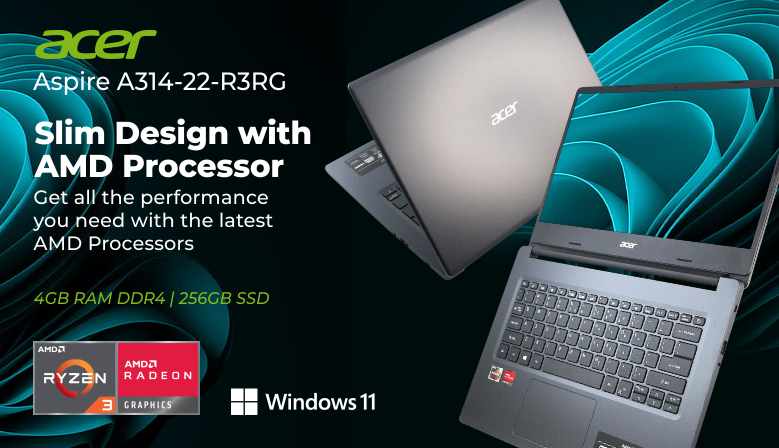 acer
Aspire A314-22-R3RG
Slim Design with
AMD Processor
Get all the performance
you need with the latest
AMD Processors
4GB RAM DDR4 | 256GB SSD
AMD
RYZEN
3
AMD
RADEON
GRAPHICS
Windows 11
acer
acer